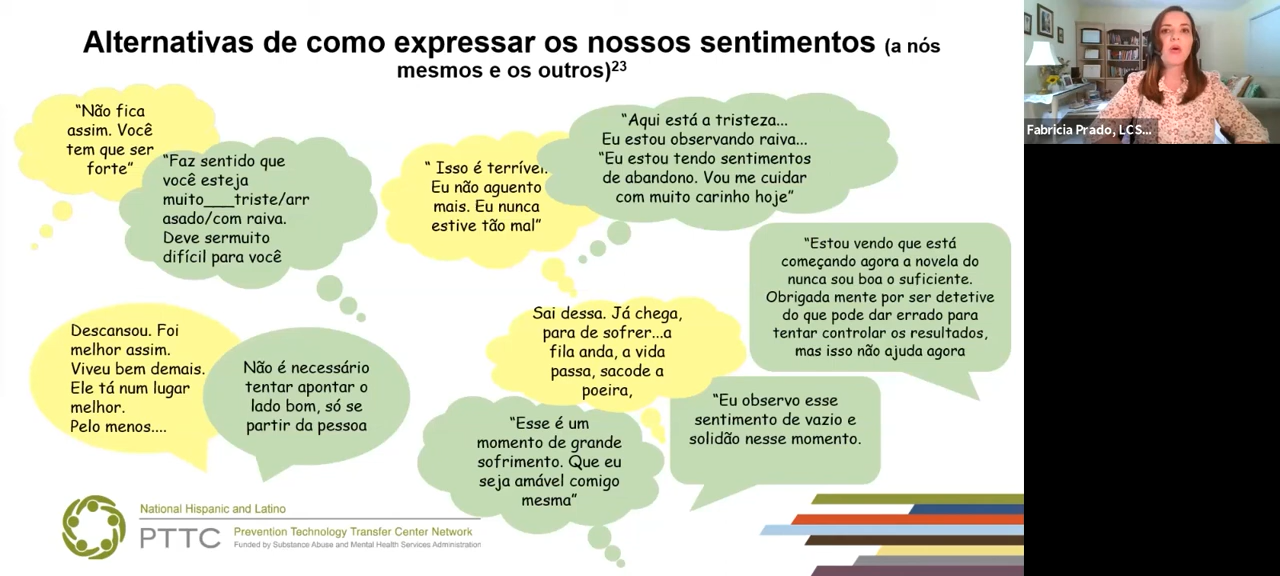 Alternativas de como expressar os nossos sentimentos (a nós
mesmos e os outros)23
“Não fica
assim. Você
tem que ser
forte”
“Faz sentido que
você esteja
muito___triste/arr
asado/com raiva.
Deve sermuito
difícil para você
“ Isso é terrível.
Eu não aguento
mais. Eu nunca
estive tão mal”
“Aqui está a tristeza...
Eu estou observando raiva...
“Eu estou tendo sentimentos
de abandono. Vou me cuidar
com muito carinho hoje”
“Estou vendo que está
começando agora a novela do
nunca sou boa o suficiente.
Obrigada mente por ser detetive
do que pode dar errado para
tentar controlar os resultados,
mas isso não ajuda agora
Descansou. Foi
melhor assim.
Viveu bem demais.
Ele tá num lugar
melhor.
Pelo menos....
Não é necessário
tentar apontar o
lado bom, só se
partir da pessoa
Sai dessa. Já chega,
para de sofrer...a
fila anda, a vida
passa, sacode a
poeira,
“Esse é um
momento de grande
sofrimento. Que eu
seja amável comigo
mesma”
“Eu observo esse
sentimento de vazio e
solidão nesse momento.
National Hispanic and Latino
PTTC
Prevention Technology Transfer Center Network
Funded by Substance Abuse and Mental Health Services Administration
Fabricia Prado, LCS...